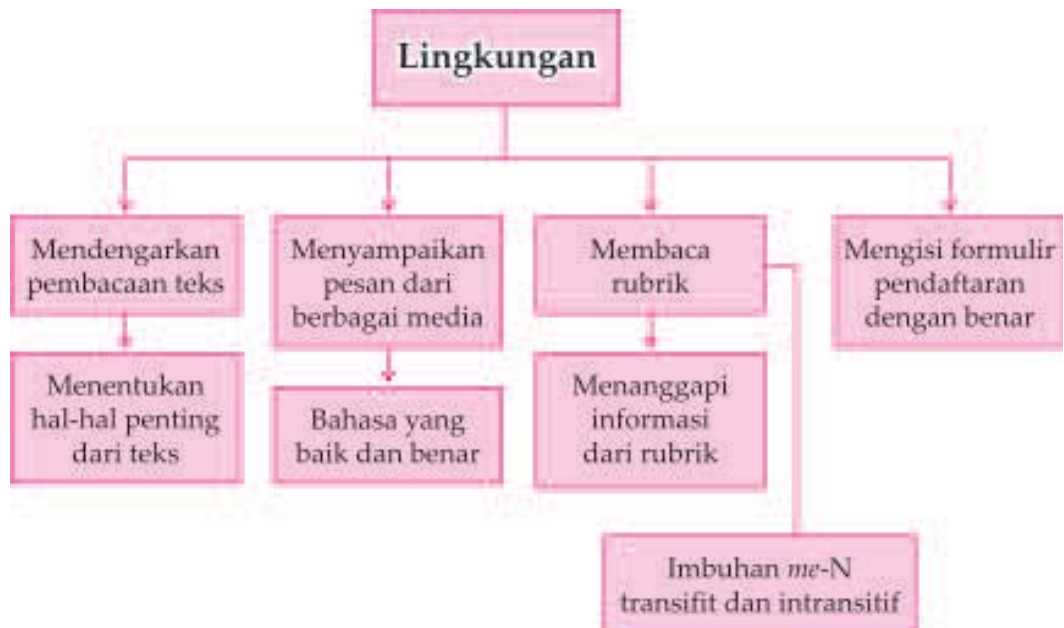 Lingkungan
Mendengarkan
pembacaan teks
Menyampaikan
pesan dari
berbagai media
Membaca
rubrik
Mengisi formulir
pendaftaran
dengan benar
Menentukan
hal-hal penting
dari teks
Bahasa yang
baik dan benar
Menanggapi
informasi
dari rubrik
Imbuhan me-N
transifit dan intransitif